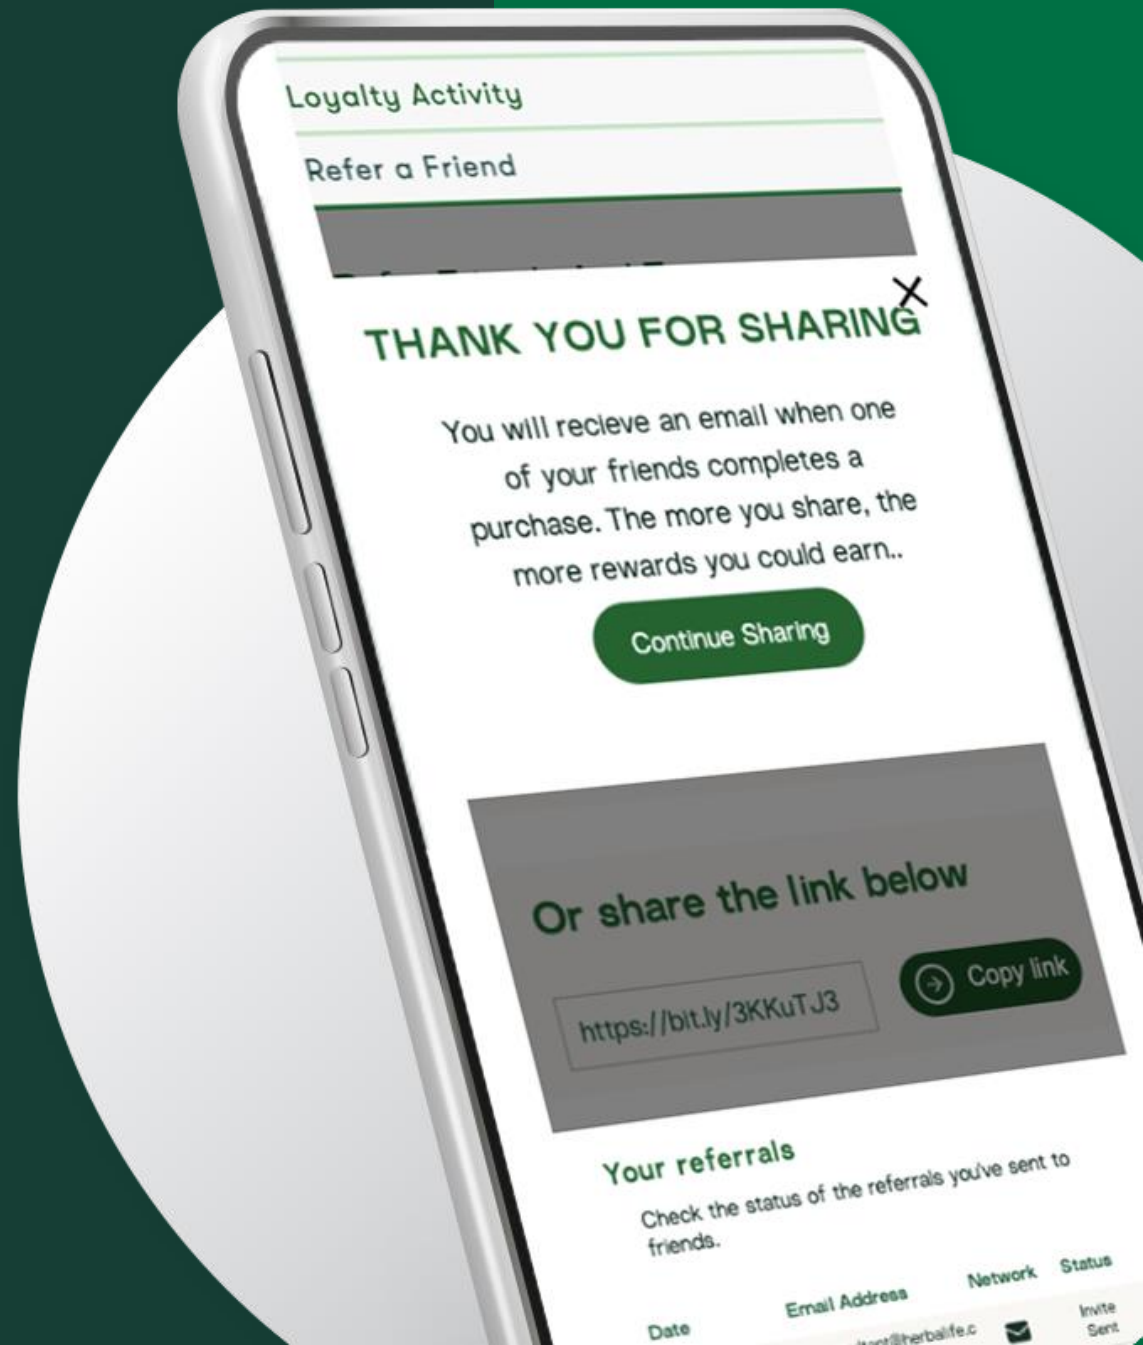 Loyalty Activity
Refer a Friend
THANK YOU FOR SHARING
You will recieve an email when one
of your friends completes a
purchase. The more you share, the
more rewards you could earn..
Continue Sharing
Or share the link below
https://bit.ly/3KKuTJ3
Copy link
Your referrals
Check the status of the referrals you've sent to
friends.
Date Email Address Network Status
Invite
Sent